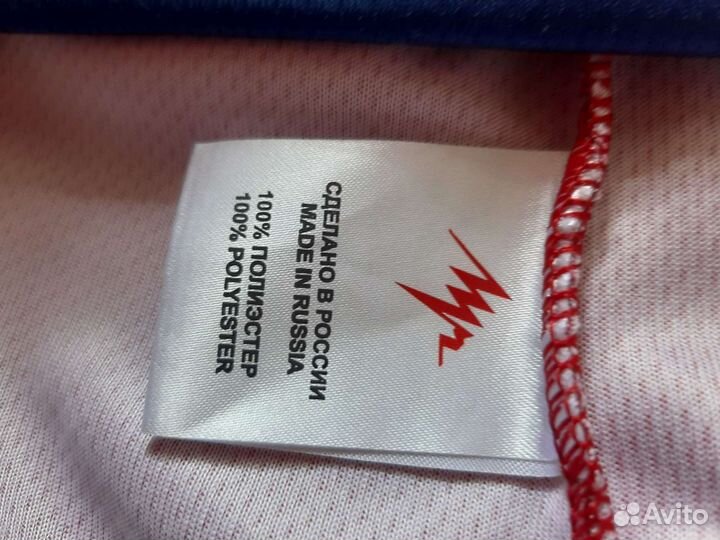 СДЕЛАНО В РОССИИ
MADE IN RUSSIA
100% ПОЛИЭСТЕР
100% POLYESTER
Avito